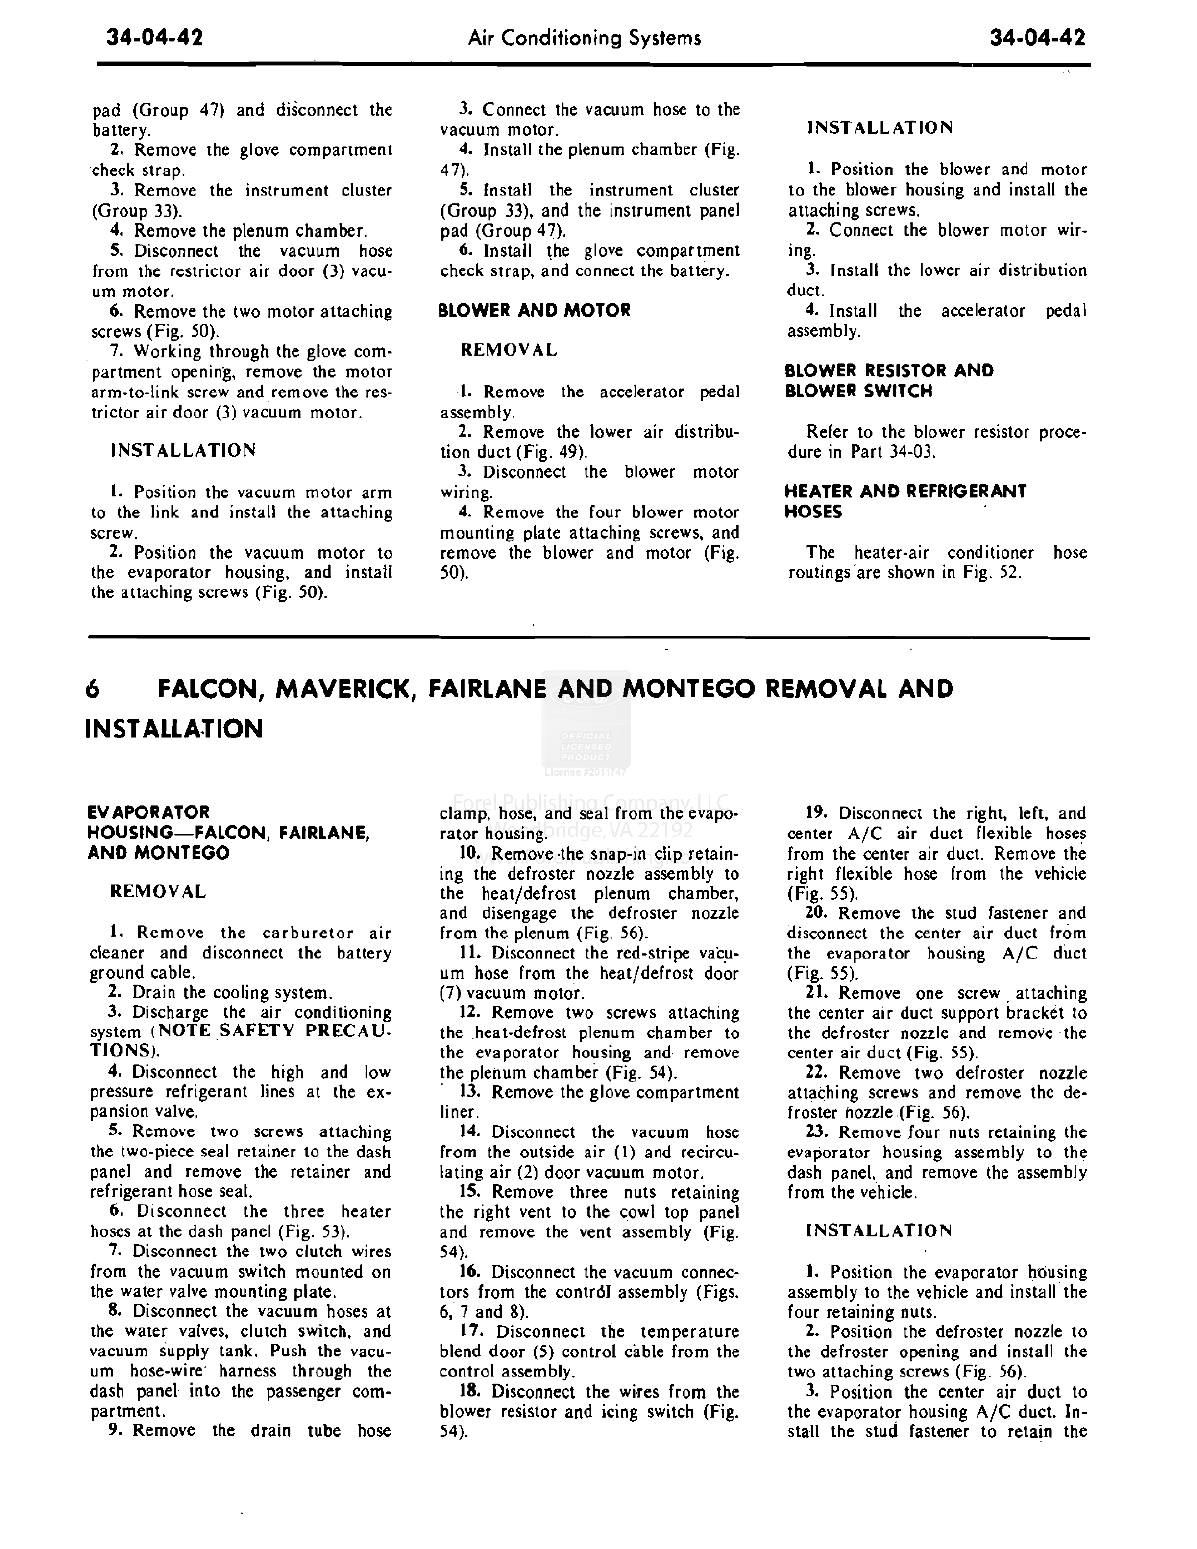 34-04-42
Air Conditioning Systems
34-04-42
pad (Group 47) and disconnect the
battery.
2. Remove the glove compartment
check strap.
3. Remove the instrument cluster
(Group 33).
4. Remove the plenum chamber.
5. Disconnect the vacuum hose
from the restrictor air door (3) vacu-
um motor.
6. Remove the two motor attaching
screws (Fig. 50).
7. Working through the glove com-
partment opening, remove the motor
arm-to-link screw and remove the res-
trictor air door (3) vacuum motor.
INSTALLATION
1. Position the vacuum motor arm
to the link and install the attaching
screw.
2. Position the vacuum motor to
the evaporator housing, and install
the attaching screws (Fig. 50).
3. Connect the vacuum hose to the
vacuum motor.
4. Install the plenum chamber (Fig.
47).
5. Install the instrument cluster
(Group 33), and the instrument panel
pad (Group 47).
6. Install the glove compartment
check strap, and connect the battery.
BLOWER AND MOTOR
REMOVAL
1. Remove the accelerator pedal
assembly.
2. Remove the lower air distribu-
tion duct (Fig. 49).
3. Disconnect the blower motor
wiring.
4. Remove the four blower motor
mounting plate attaching screws, and
remove the blower and motor (Fig.
50).
INSTALLATION
1. Position the blower and motor
to the blower housing and install the
attaching screws.
2. Connect the blower motor wir-
ing.
3. Install the lower air distribution
duct.
4. Install the accelerator pedal
assembly.
BLOWER RESISTOR AND
BLOWER SWITCH
Refer to the blower resistor proce-
dure in Part 34-03.
HEATER AND REFRIGERANT
HOSES
The heater-air conditioner hose
routings are shown in Fig. 52.
6 FALCON, MAVERICK, FAIRLANE AND MONTEGO REMOVAL AND
INSTALLATION
OFFICIAL
LICENSED
PRODUCT
License #2011147
Forel Publishing Company, LLC
Woodbridge, VA 22192
EVAPORATOR
HOUSING—FALCON, FAIRLANE,
AND MONTEGO
REMOVAL
1. Remove the carburetor air
cleaner and disconnect the battery
ground cable.
2. Drain the cooling system.
3. Discharge the air conditioning
system (NOTE SAFETY PRECAU-
TIONS).
4. Disconnect the high and low
pressure refrigerant lines at the ex-
pansion valve.
5. Remove two screws attaching
the two-piece seal retainer to the dash
panel and remove the retainer and
refrigerant hose seal.
6. Disconnect the three heater
hoses at the dash panel (Fig. 53).
7. Disconnect the two clutch wires
from the vacuum switch mounted on
the water valve mounting plate.
8. Disconnect the vacuum hoses at
the water valves, clutch switch, and
vacuum supply tank. Push the vacu-
um hose-wire harness through the
dash panel into the passenger com-
partment.
9. Remove the drain tube hose
clamp, hose, and seal from the evapo-
rator housing.
10. Remove the snap-in clip retain-
ing the defroster nozzle assembly to
the heat/defrost plenum chamber,
and disengage the defroster nozzle
from the plenum (Fig. 56).
11. Disconnect the red-stripe vacu-
um hose from the heat/defrost door
(7) vacuum motor.
12. Remove two screws attaching
the heat-defrost plenum chamber to
the evaporator housing and remove
the plenum chamber (Fig. 54).
13. Remove the glove compartment
liner.
14. Disconnect the vacuum hose
from the outside air (1) and recircu-
lating air (2) door vacuum motor.
15. Remove three nuts retaining
the right vent to the cowl top panel
and remove the vent assembly (Fig.
54).
16. Disconnect the vacuum connec-
tors from the control assembly (Figs.
6, 7 and 8).
17. Disconnect the temperature
blend door (5) control cable from the
control assembly.
18. Disconnect the wires from the
blower resistor and icing switch (Fig.
54).
19. Disconnect the right, left, and
center A/C air duct flexible hoses
from the center air duct. Remove the
right flexible hose from the vehicle
(Fig. 55).
20. Remove the stud fastener and
disconnect the center air duct from
the evaporator housing A/C duct
(Fig. 55).
21. Remove one screw attaching
the center air duct support bracket to
the defroster nozzle and remove the
center air duct (Fig. 55).
22. Remove two defroster nozzle
attaching screws and remove the de-
froster nozzle (Fig. 56).
23. Remove four nuts retaining the
evaporator housing assembly to the
dash panel, and remove the assembly
from the vehicle.
INSTALLATION
1. Position the evaporator housing
assembly to the vehicle and install the
four retaining nuts.
2. Position the defroster nozzle to
the defroster opening and install the
two attaching screws (Fig. 56).
3. Position the center air duct to
the evaporator housing A/C duct. In-
stall the stud fastener to retain the